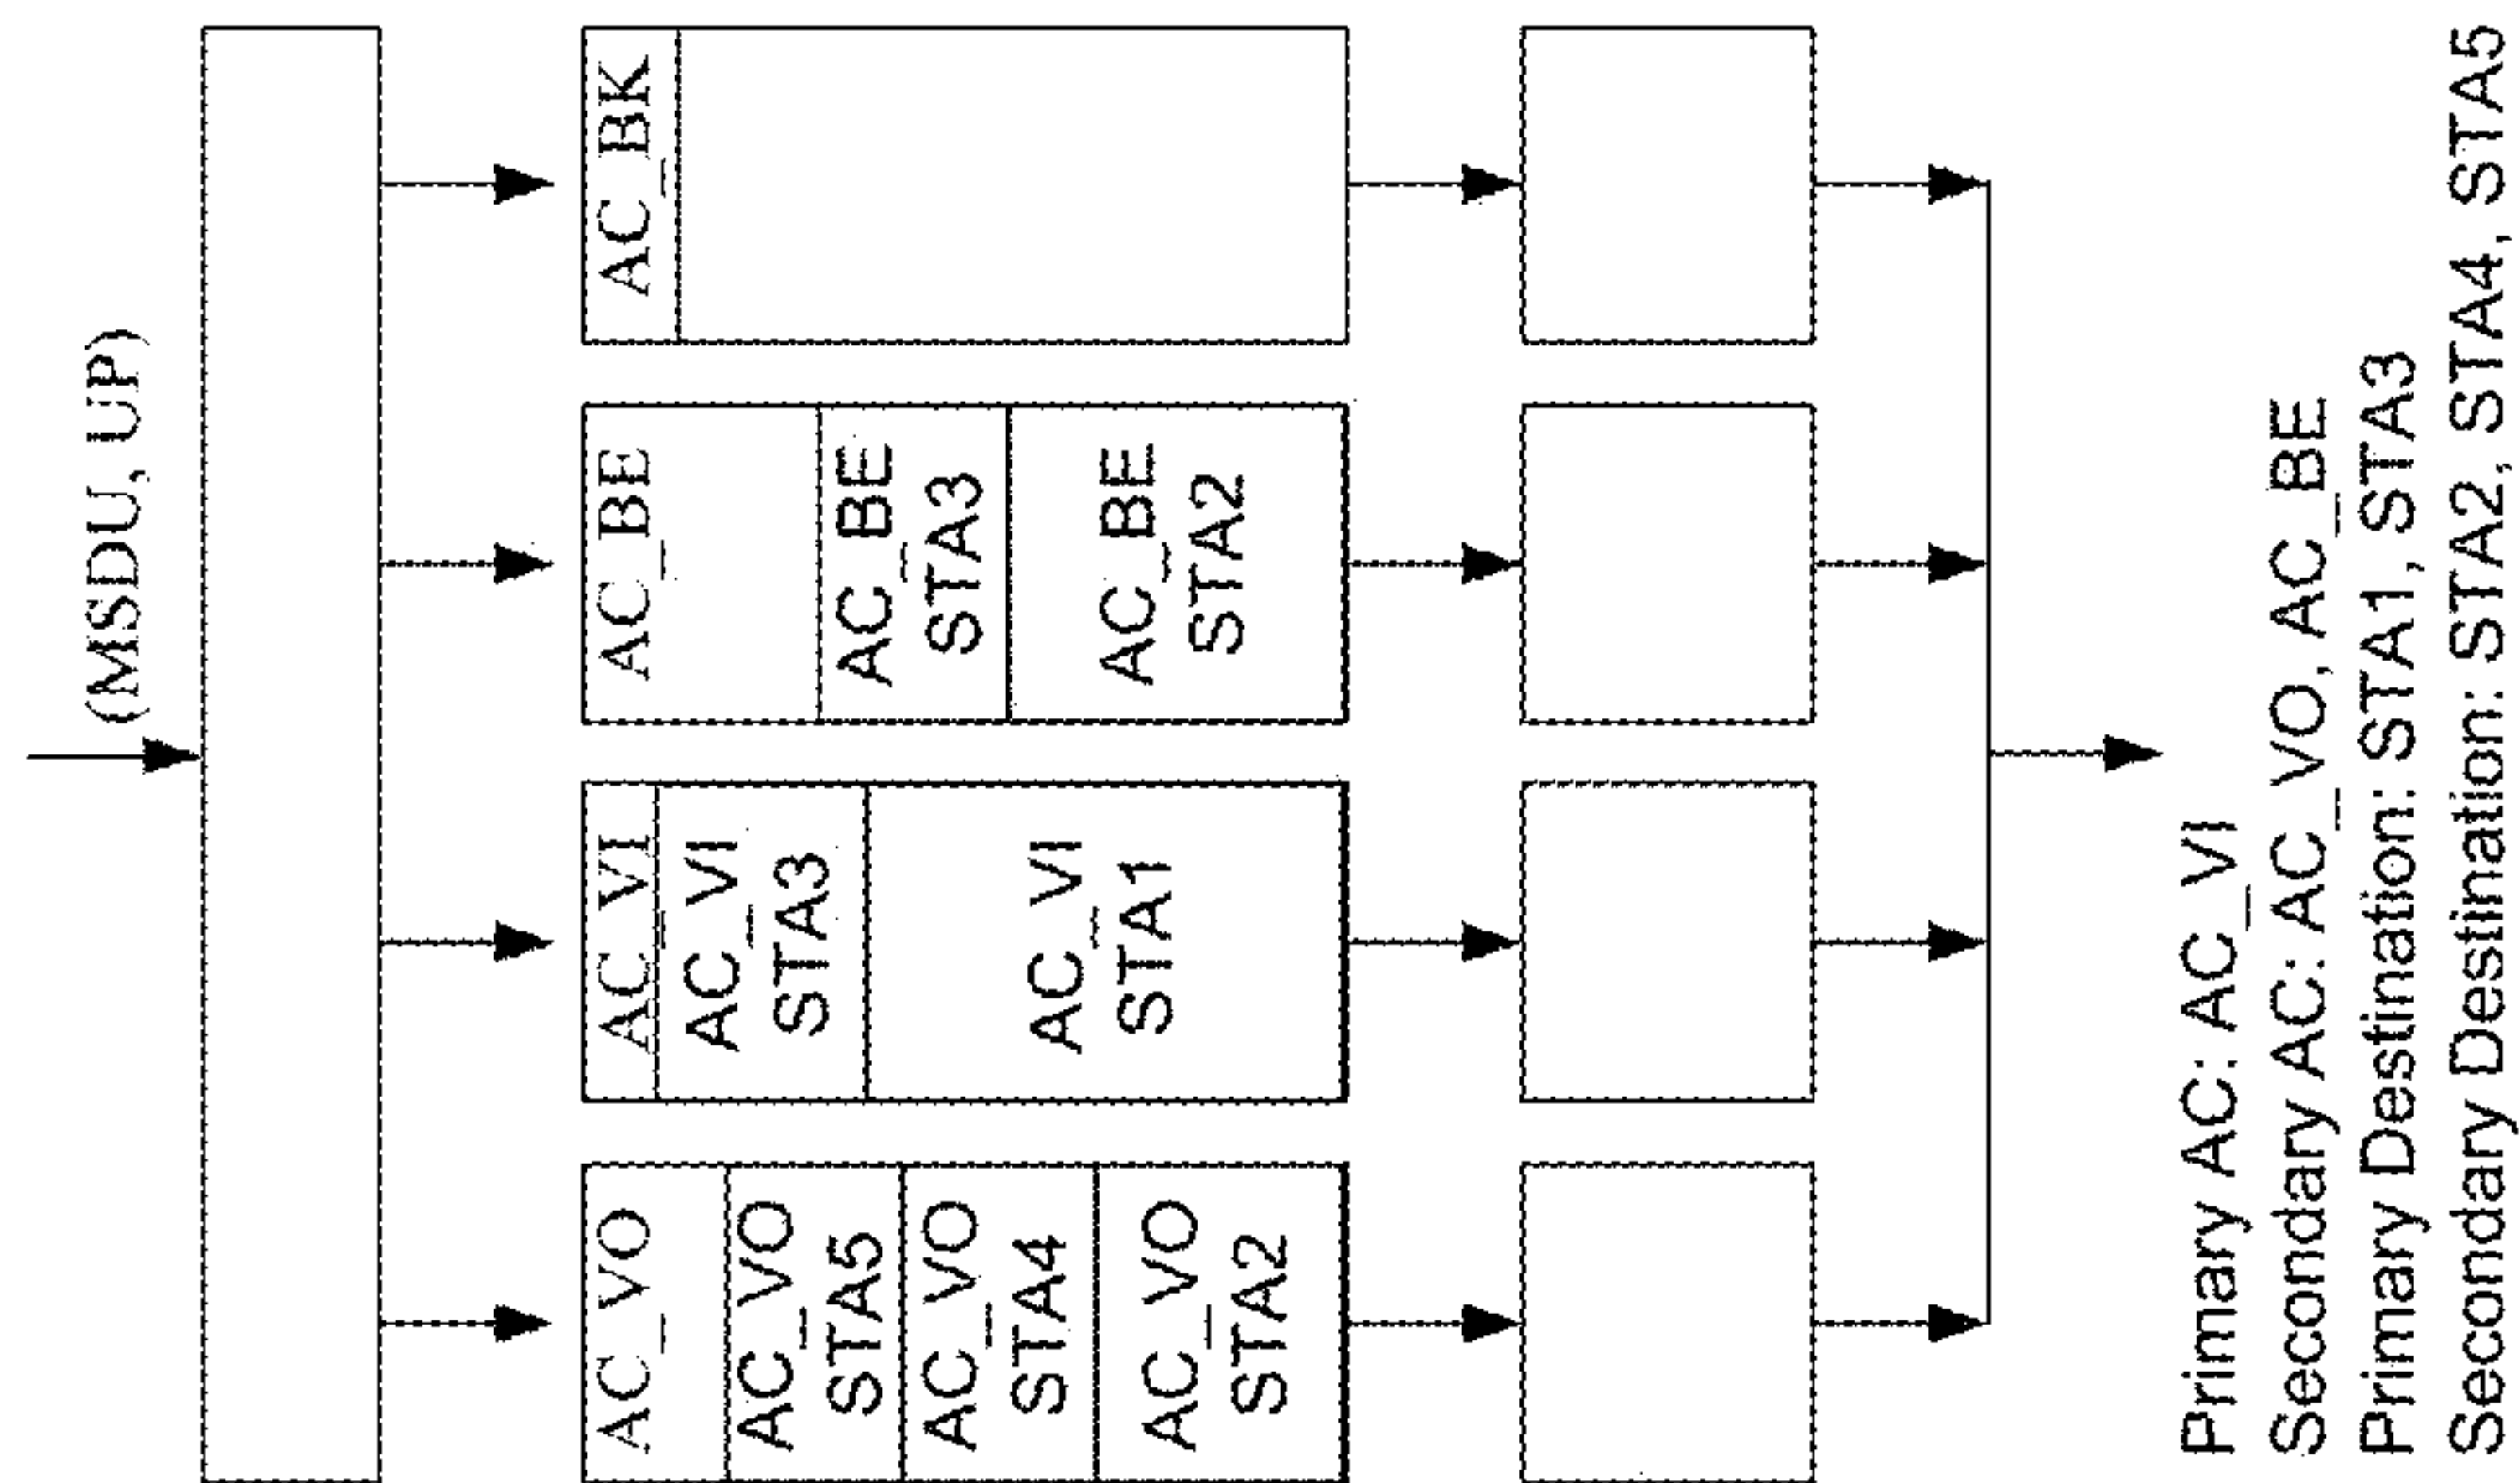 (MSDU, UP)
AC_VO
AC_VO
STA5
AC_VO
STA4
AC_VO
STA2
AC_VI
AC_VI
STA3
AC_VI
STA1
AC_BE
AC_BE
STA3
AC_BE
STA2
AC_BK
Primary AC: AC_VI
Secondary AC: AC_VO, AC_BE
Primary Destination: STA1, STA3
Secondary Destination: STA2, STA4, STA5